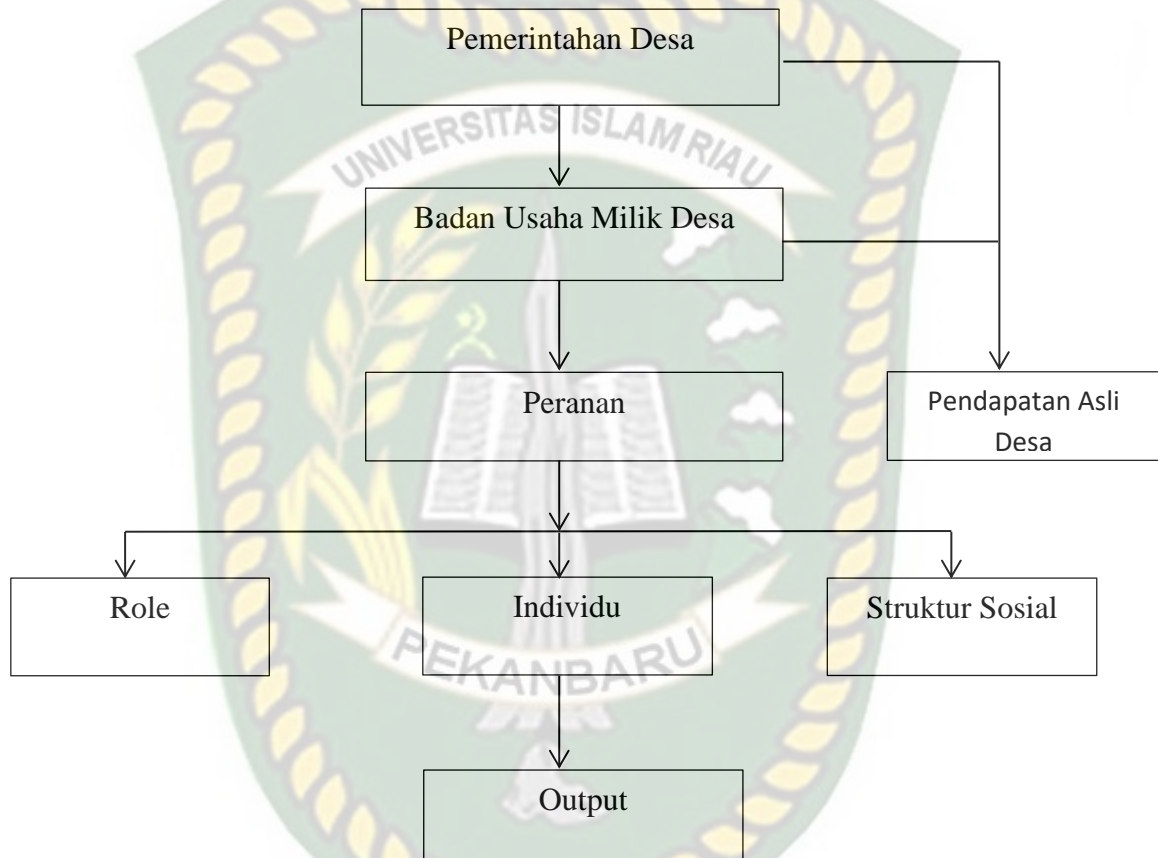 Pemerintahan Desa
UNIVERSITAS ISLAM RIAU
Badan Usaha Milik Desa
Peranan
Pendapatan Asli
Desa
Role
Individu
Struktur Sosial
PEKANBARU
Output